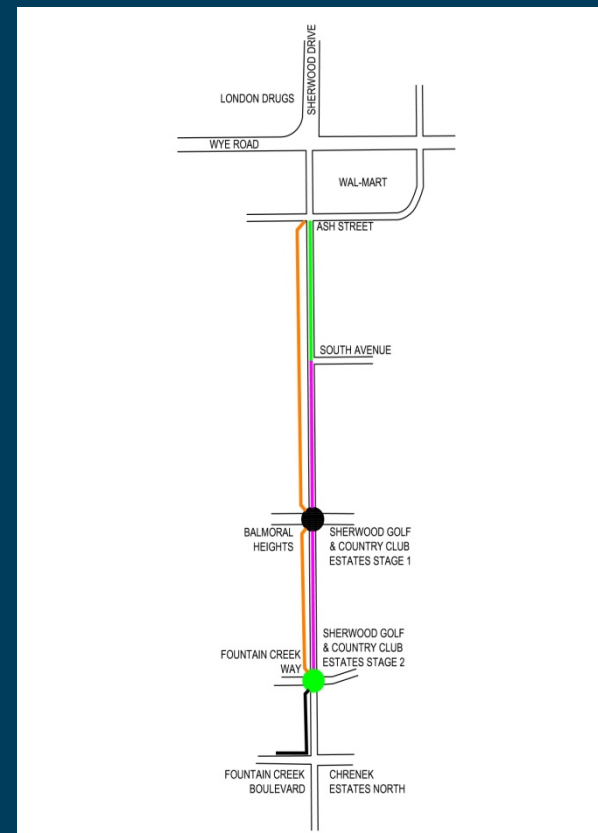 SHERWOOD DRIVE
LONDON DRUGS
WYE ROAD
WAL-MART
ASH STREET
SOUTH AVENUE
BALMORAL
HEIGHTS
SHERWOOD GOLF
& COUNTRY CLUB
ESTATES STAGE 1
SHERWOOD GOLF
& COUNTRY CLUB
ESTATES STAGE 2
FOUNTAIN CREEK
WAY
FOUNTAIN CREEK
BOULEVARD
CHRENEK
ESTATES NORTH